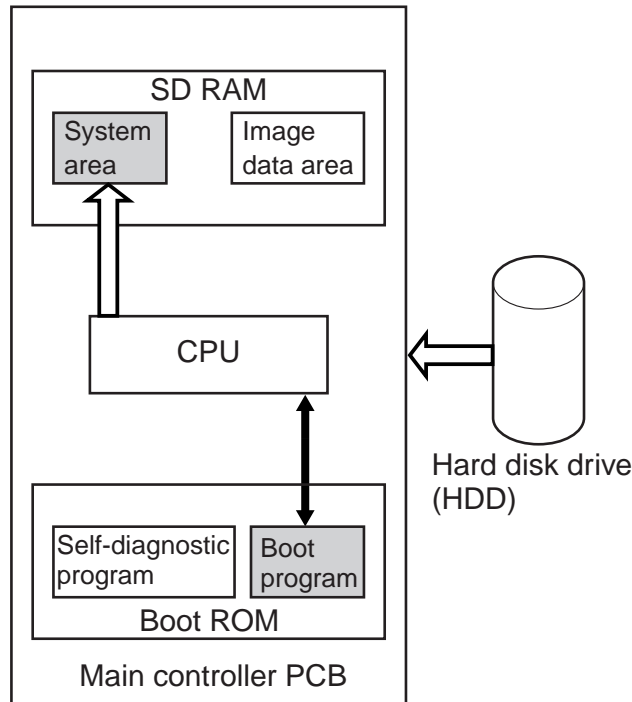 SD RAM
System
area
Image
data area
CPU
Hard disk drive
(HDD)
Self-diagnostic
program
Boot
program
Boot ROM
Main controller PCB